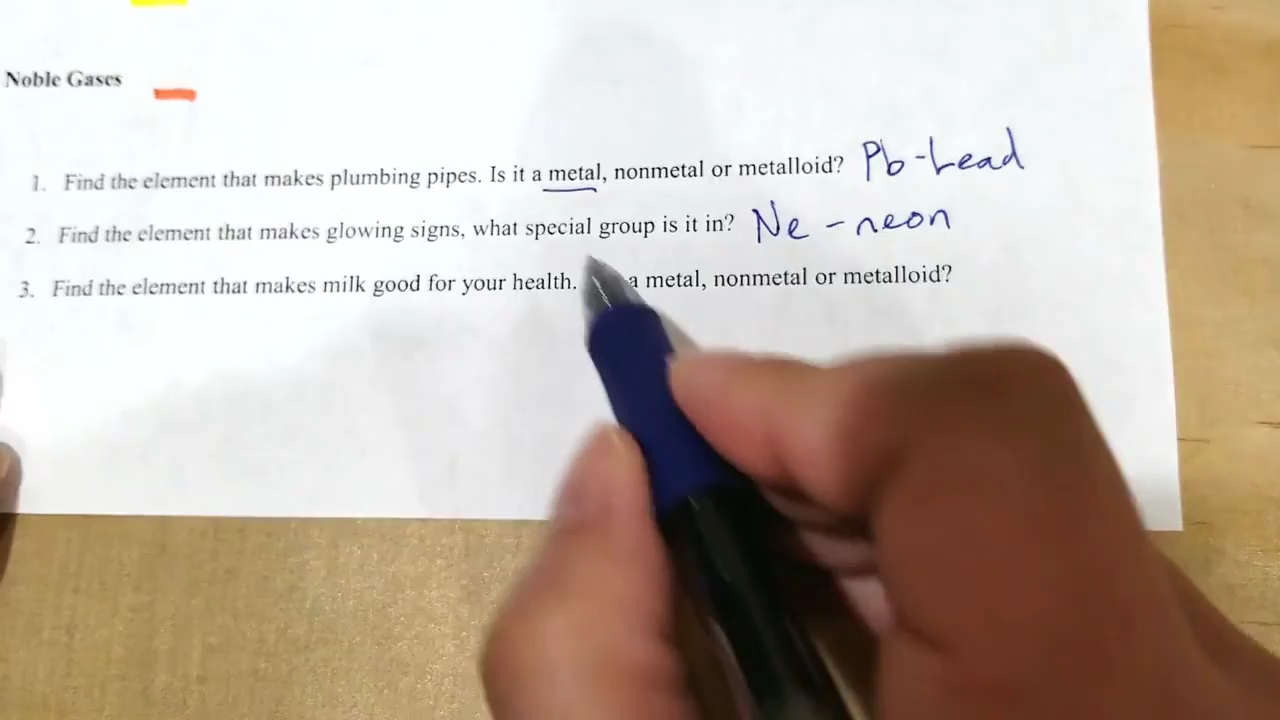 Noble Gases
1. Find the element that makes plumbing pipes. Is it a metal, nonmetal or metalloid? Pb-Lead
2. Find the element that makes glowing signs, what special group is it in? Ne - neon
3. Find the element that makes milk good for your health. a metal, nonmetal or metalloid?